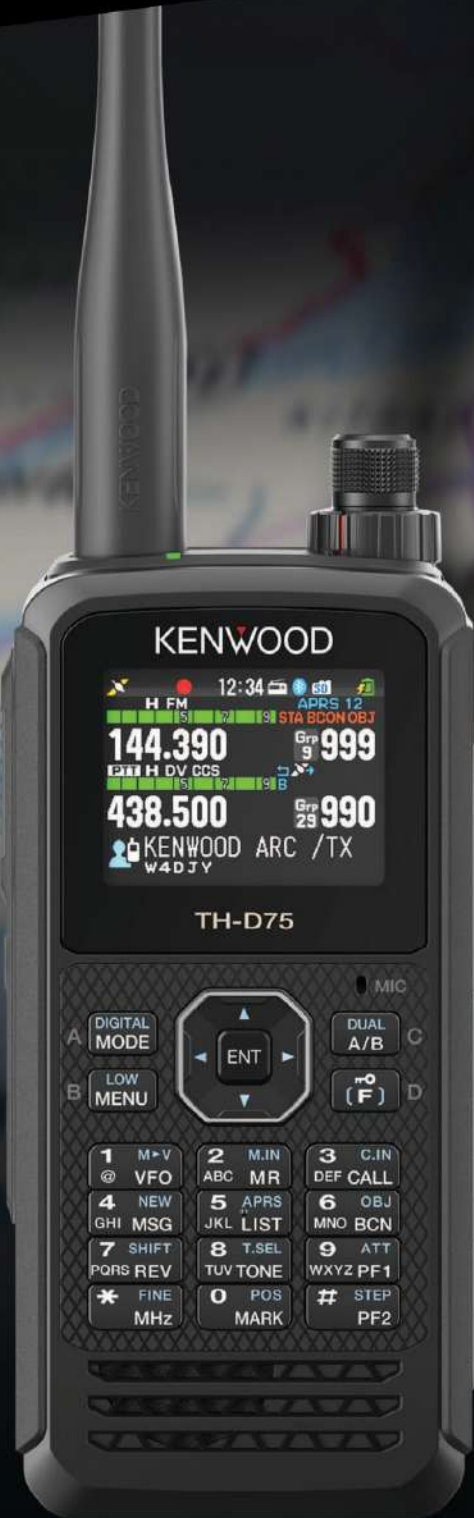 KENWOOD
KENWOOD
12:34 SD
H FM APRS 12
5 7 9 STA BCON OBJ
144.390 Grp 9 999
PTT H DV CCS
5 7 9 B
438.500 Grp 29 990
KENWOOD ARC /TX
W4DJY
TH-D75
MIC
A DIGITAL MODE ENT DUAL A/B C
B LOW MENU (F) D
1 M►V 2 M.IN 3 C.IN
@ VFO ABC MR DEF CALL
4 NEW 5 APRS 6 OBJ
GHI MSG JKL LIST MNO BCN
7 SHIFT 8 T.SEL 9 ATT
PQRS REV TUV TONE WXYZ PF1
* FINE 0 POS # STEP
MHz MARK PF2